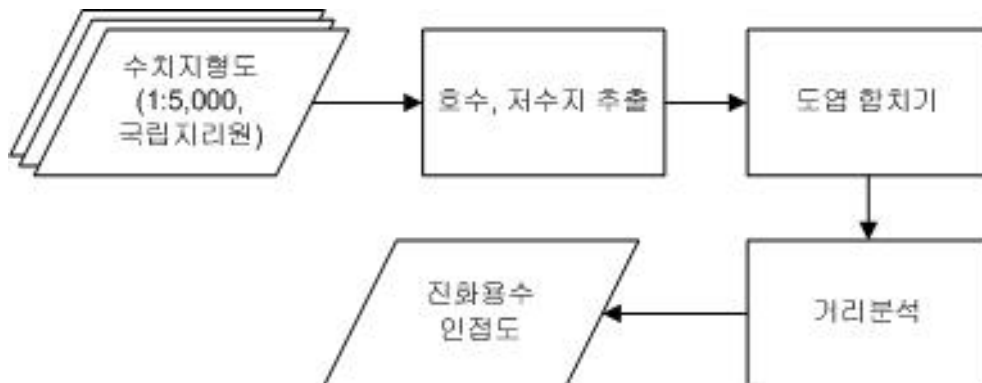 수치지형도
(1:5,000,
국립지리원)
호수, 저수지 추출
도엽 합치기
거리분석
진화용수
인접도